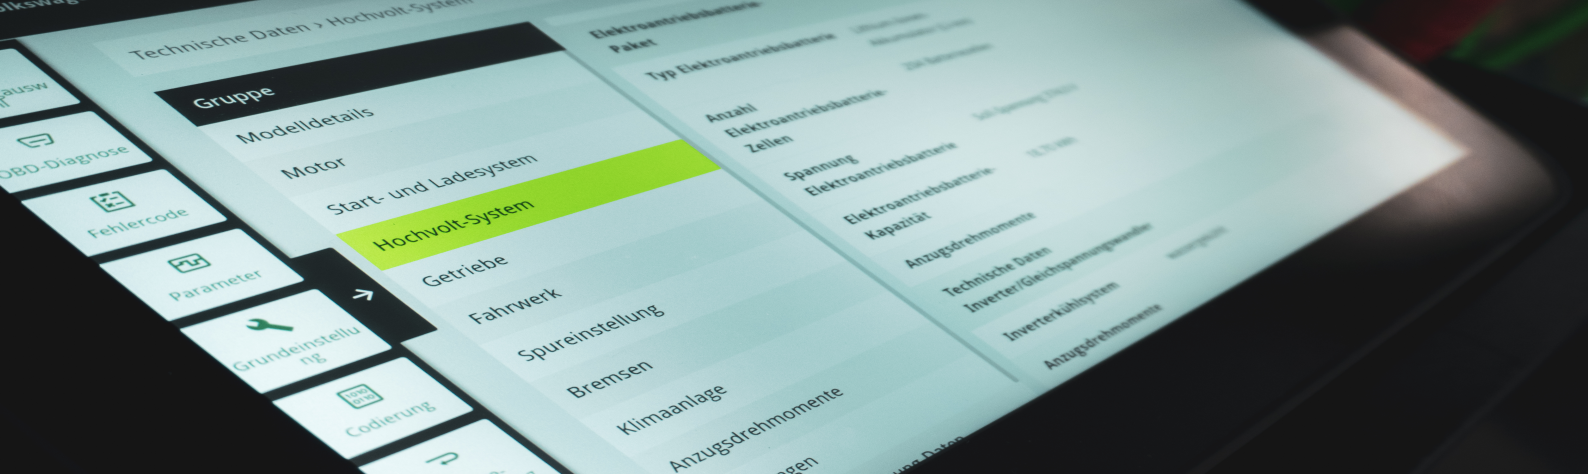 Technische Daten › Hochvolt-System
OBD-Diagnose
Fehlercode
Parameter
Grundeinstellu
ng
Codierung
Gruppe
Modelldetails
Motor
Start- und Ladesystem
Hochvolt-System
Getriebe
Fahrwerk
Spureinstellung
Bremsen
Klimaanlage
Anzugsdrehmomente
Elektroantriebsbatterie-
Paket
Typ Elektroantriebsbatterie
Anzahl
Elektroantriebsbatterie-
Zellen
Spannung
Elektroantriebsbatterie
Elektroantriebsbatterie-
Kapazität
Anzugsdrehmomente
Technische Daten
Inverter/Gleichspannungswandler
Inverterkühlsystem
Anzugsdrehmomente